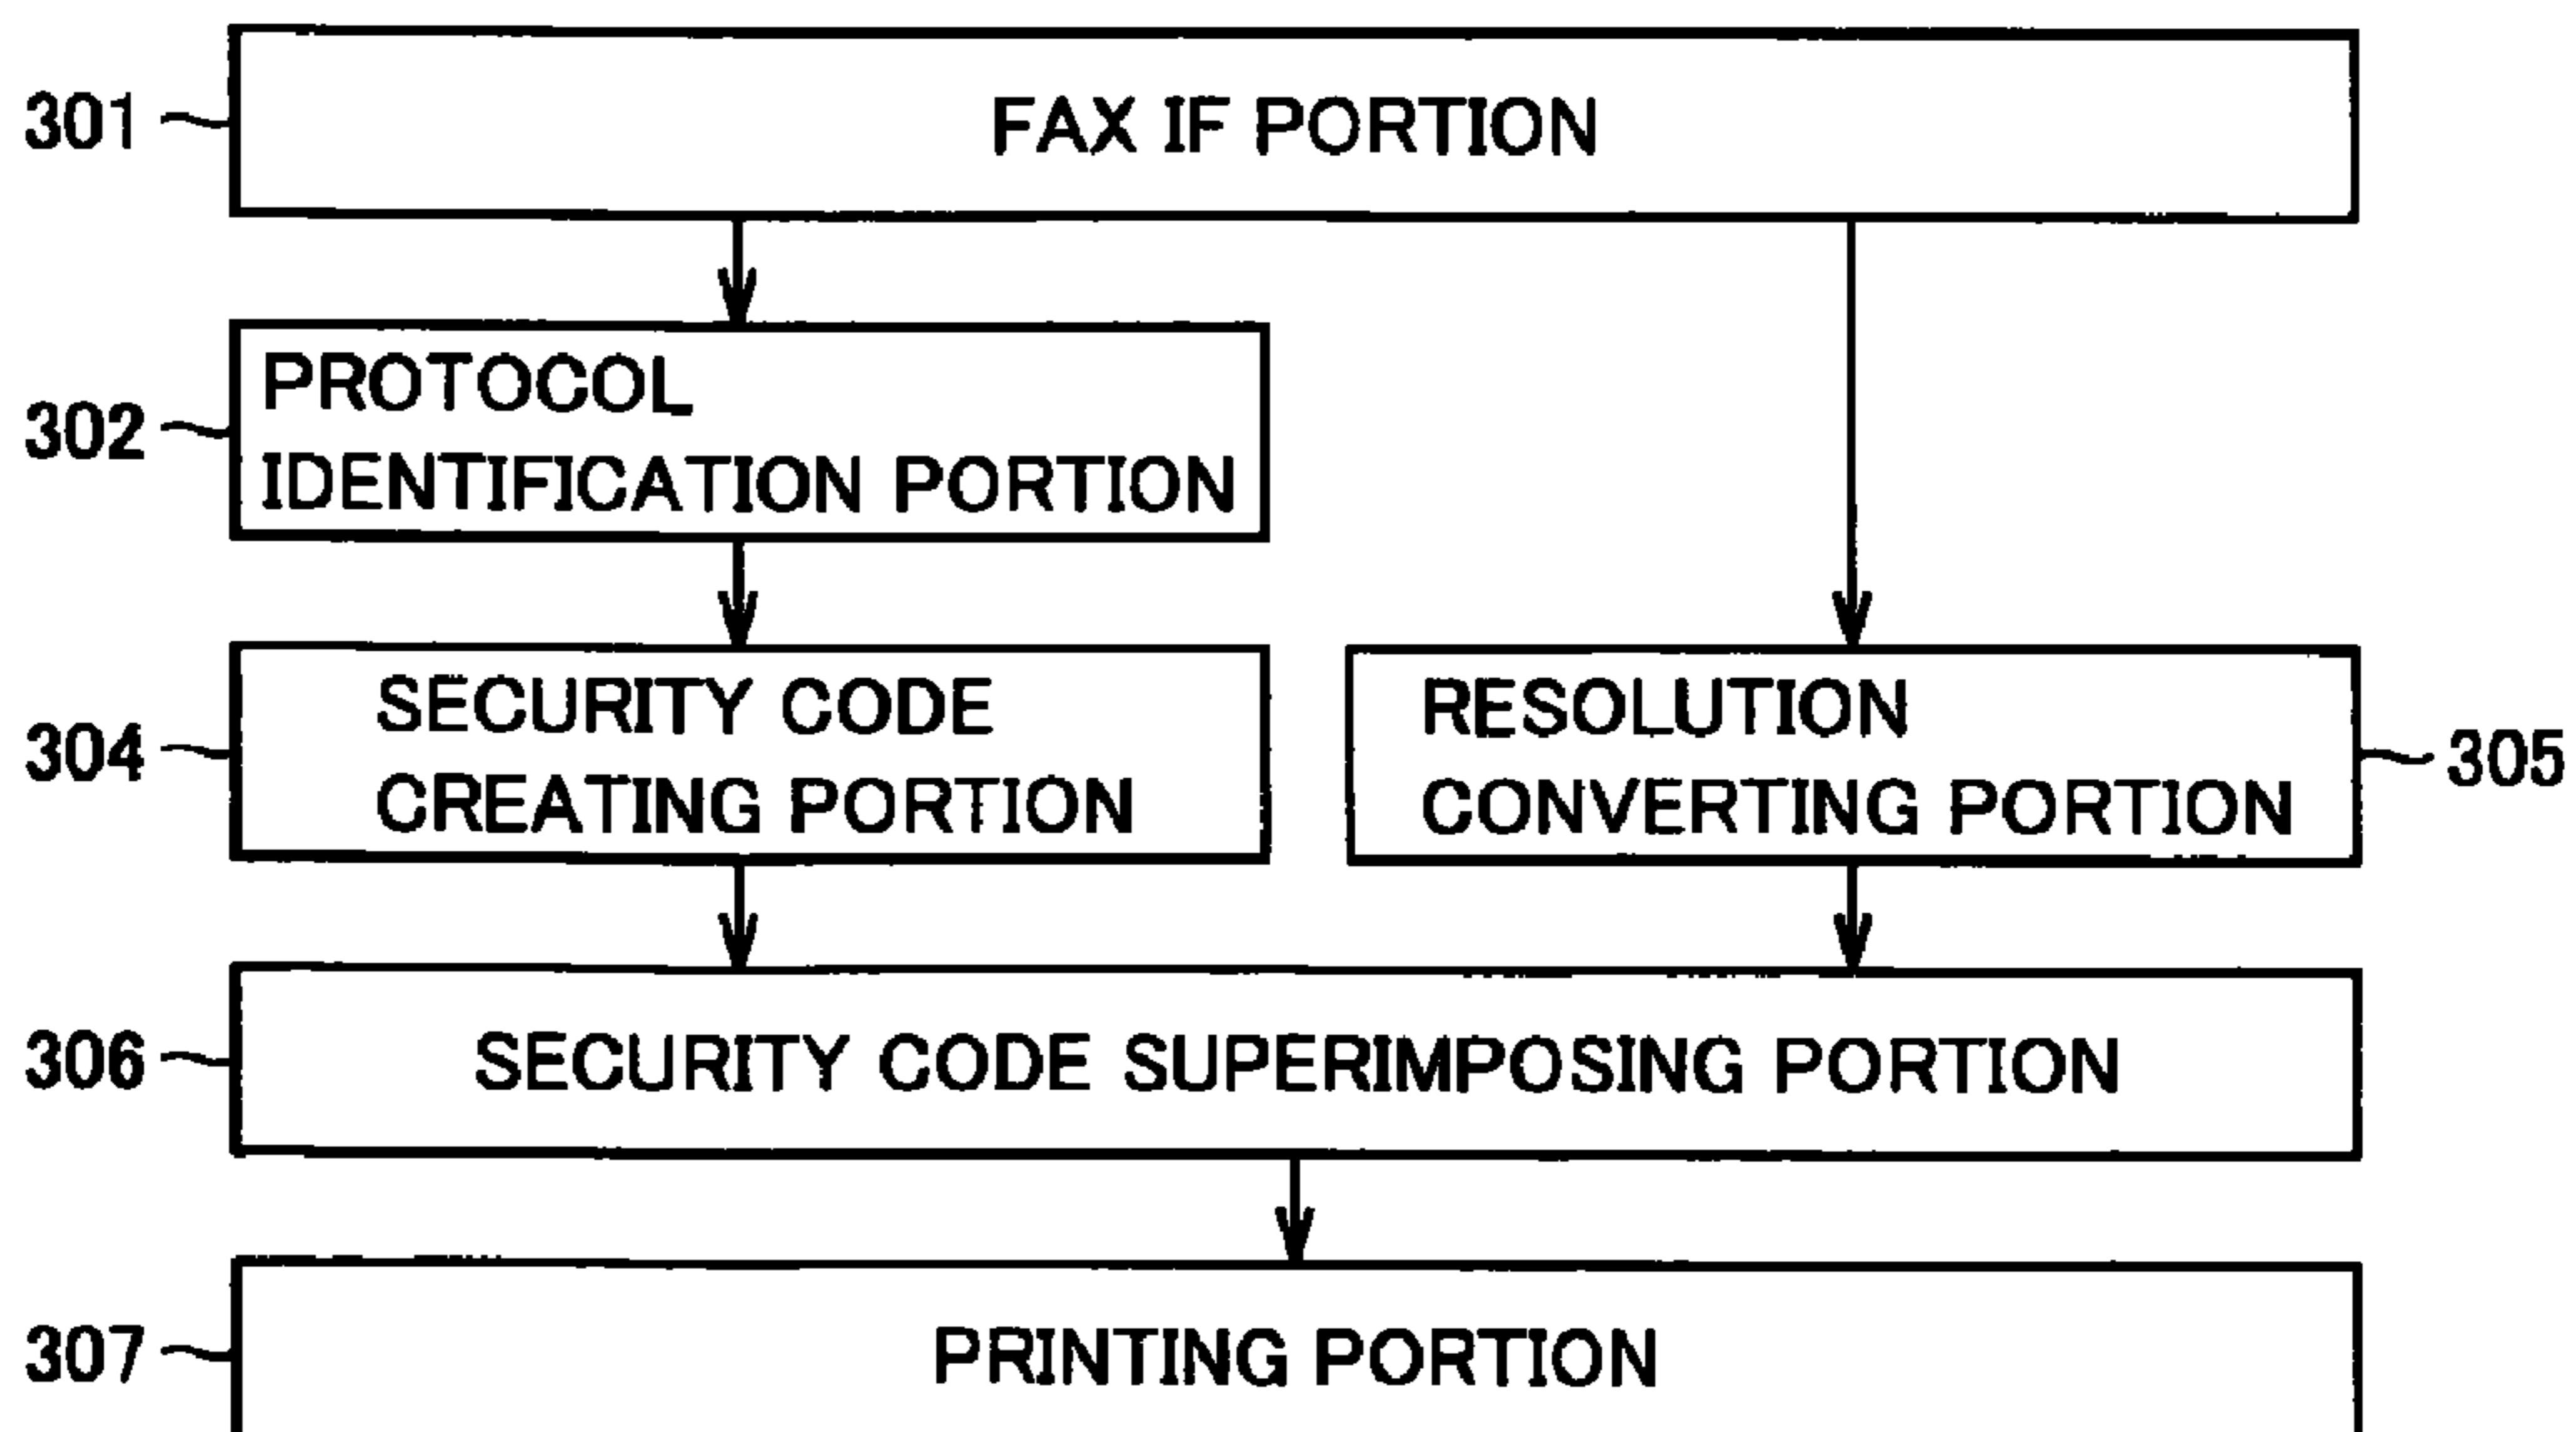 301
FAX IF PORTION
302
PROTOCOL
IDENTIFICATION PORTION
304
SECURITY CODE
CREATING PORTION
RESOLUTION
CONVERTING PORTION
305
306
SECURITY CODE SUPERIMPOSING PORTION
307
PRINTING PORTION